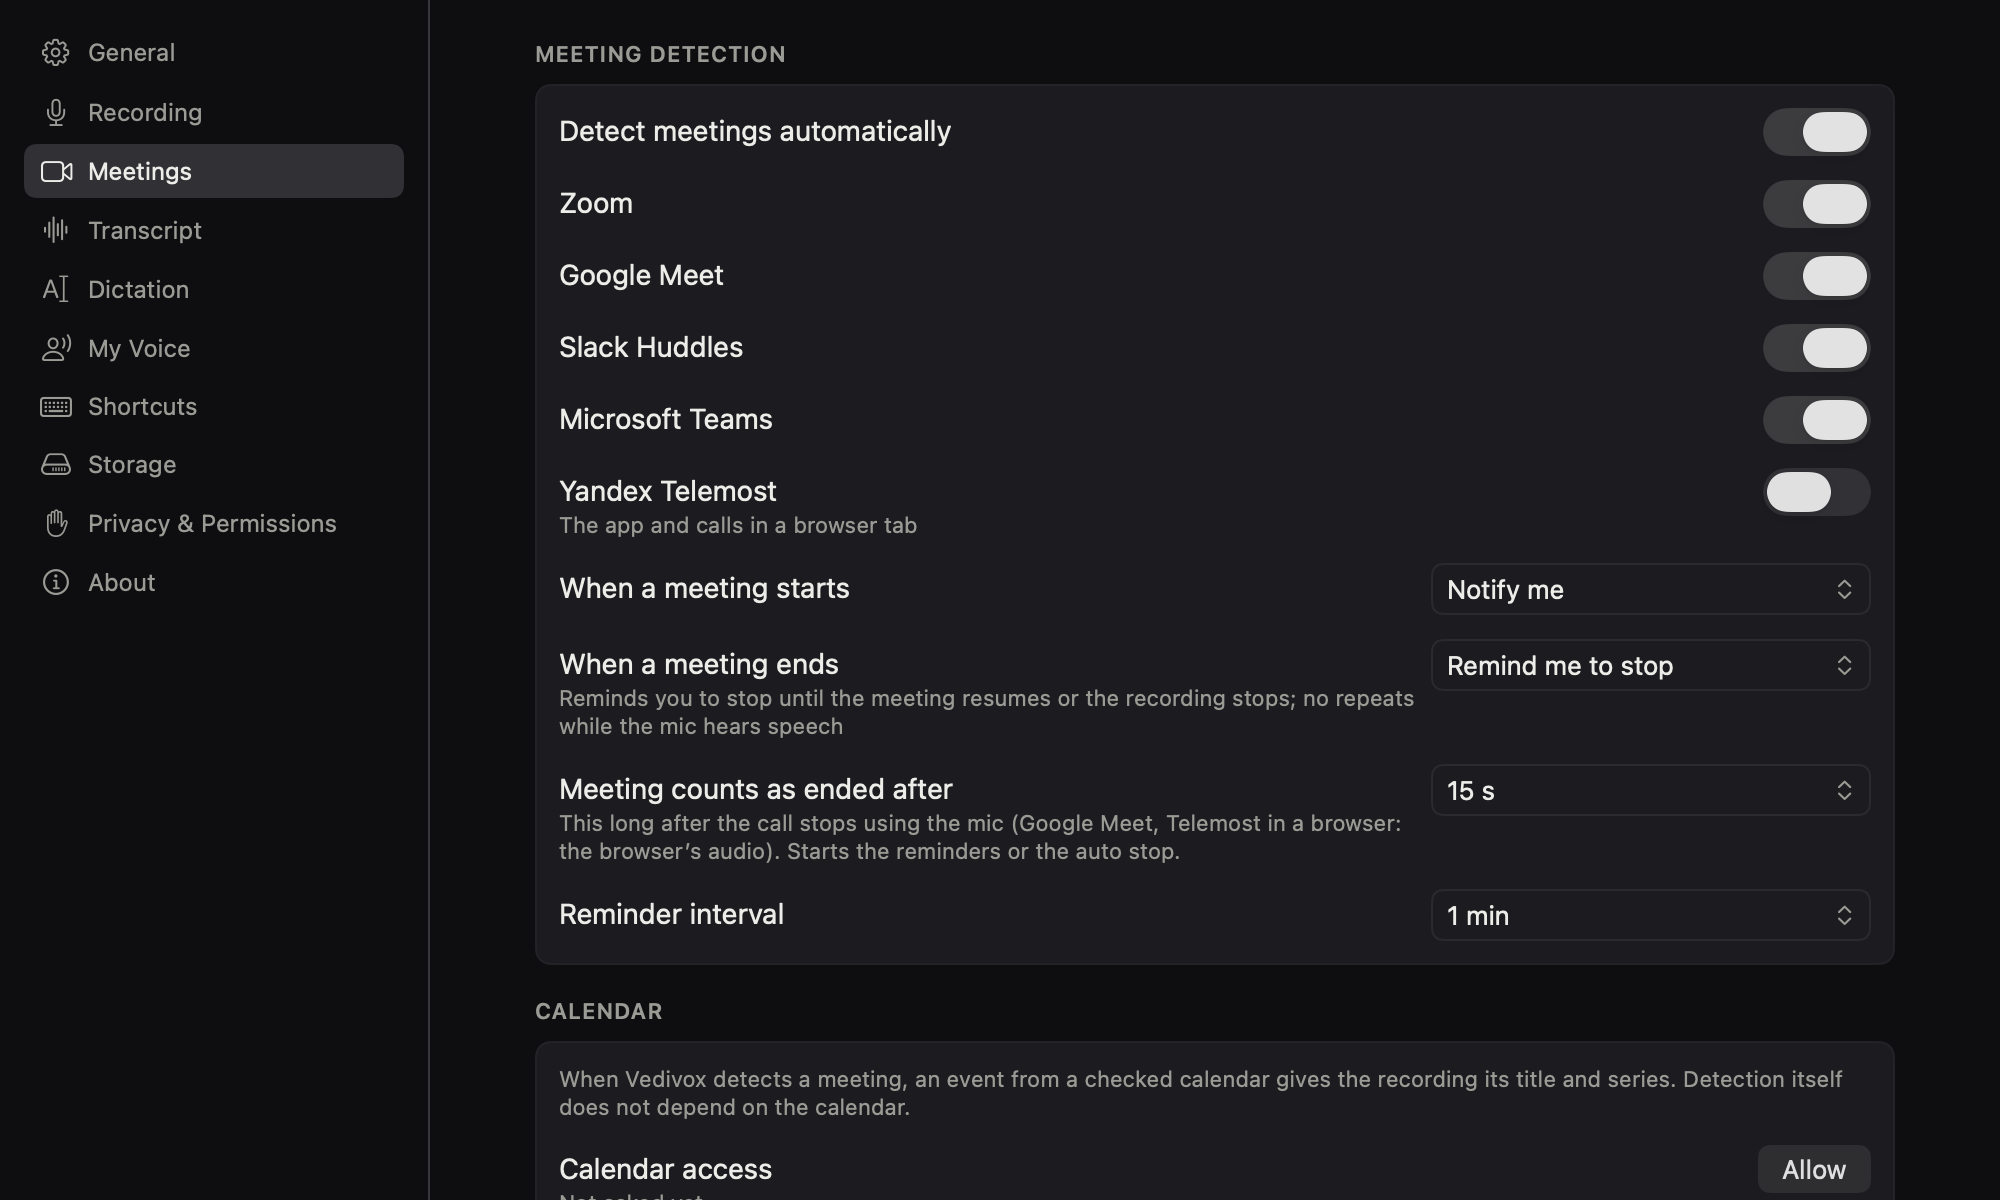 General
Recording
Meetings
Transcript
Dictation
My Voice
Shortcuts
Storage
Privacy & Permissions
About
MEETING DETECTION
Detect meetings automatically
Zoom
Google Meet
Slack Huddles
Microsoft Teams
Yandex Telemost
The app and calls in a browser tab
When a meeting starts
Notify me
When a meeting ends
Remind me to stop
Reminds you to stop until the meeting resumes or the recording stops; no repeats
while the mic hears speech
Meeting counts as ended after
15 s
This long after the call stops using the mic (Google Meet, Telemost in a browser:
the browser’s audio). Starts the reminders or the auto stop.
Reminder interval
1 min
CALENDAR
When Vedivox detects a meeting, an event from a checked calendar gives the recording its title and series. Detection itself
does not depend on the calendar.
Calendar access
Allow
Not asked yet